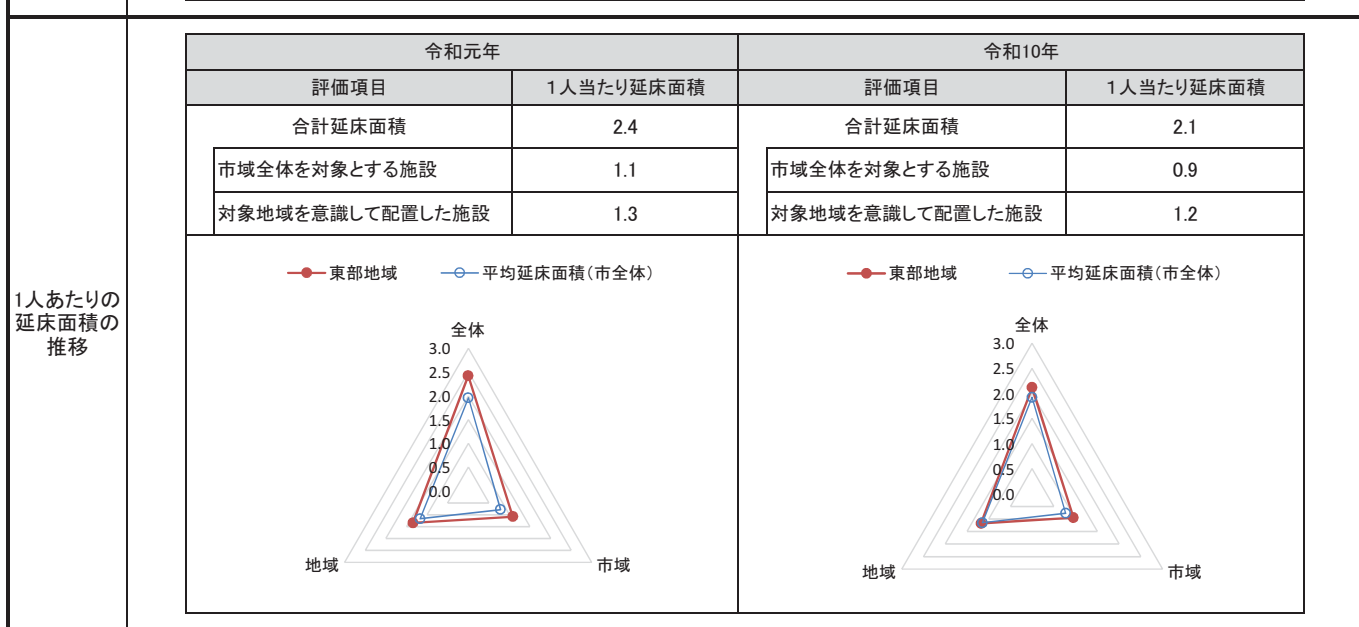 令和元年 令和10年
評価項目 1人当たり延床面積 評価項目 1人当たり延床面積
合計延床面積 2.4 合計延床面積 2.1
市域全体を対象とする施設 1.1 市域全体を対象とする施設 0.9
対象地域を意識して配置した施設 1.3 対象地域を意識して配置した施設 1.2
1人あたりの
延床面積の
推移
東部地域 平均延床面積(市全体)
全体
3.0
2.5
2.0
1.5
1.0
0.5
0.0
地域 市域
東部地域 平均延床面積(市全体)
全体
3.0
2.5
2.0
1.5
1.0
0.5
0.0
地域 市域